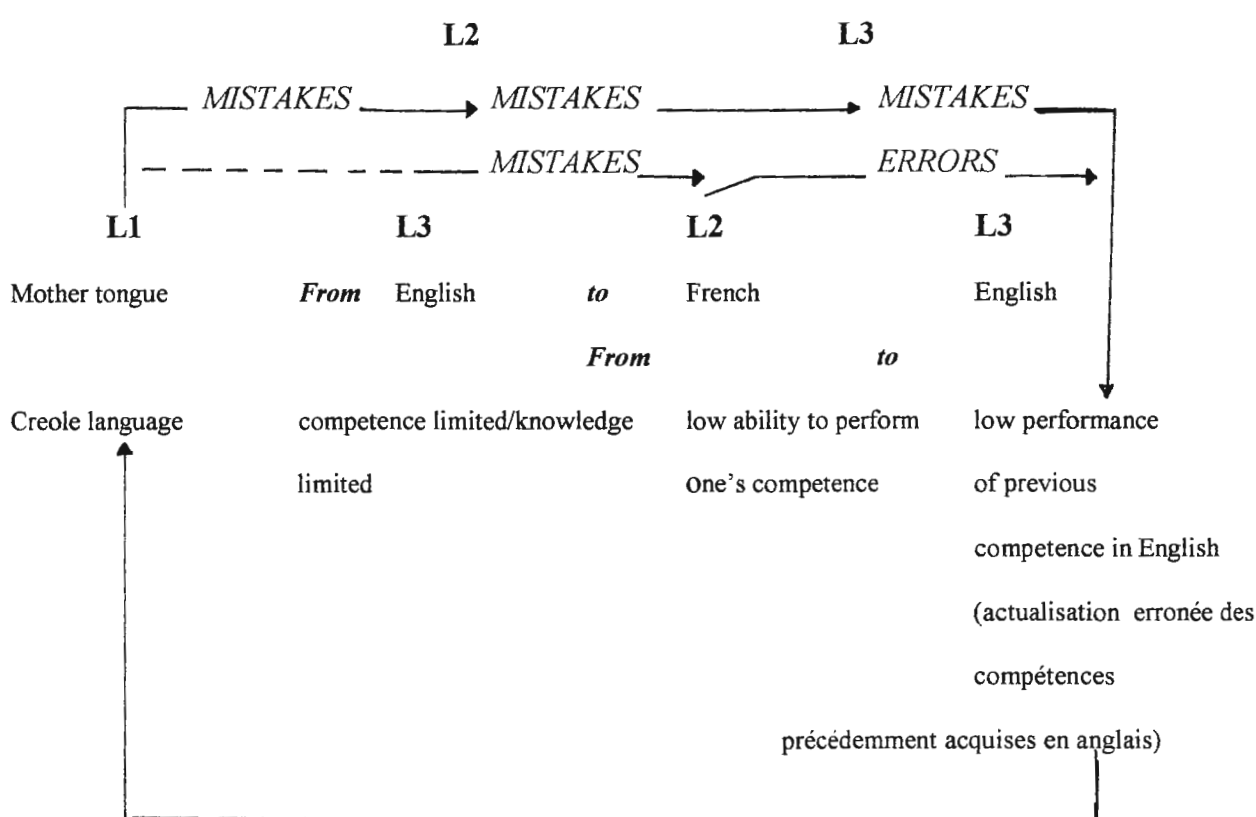 L2 L3
MISTAKES MISTAKES MISTAKES
MISTAKES ERRORS
L1 L3 L2 L3
Mother tongue From English to French English
From to
Creole language competence limited/knowledge low ability to perform low performance
limited one's competence of previous
competence in English
(actualisation erronée des
compétences
précédemment acquises en anglais)